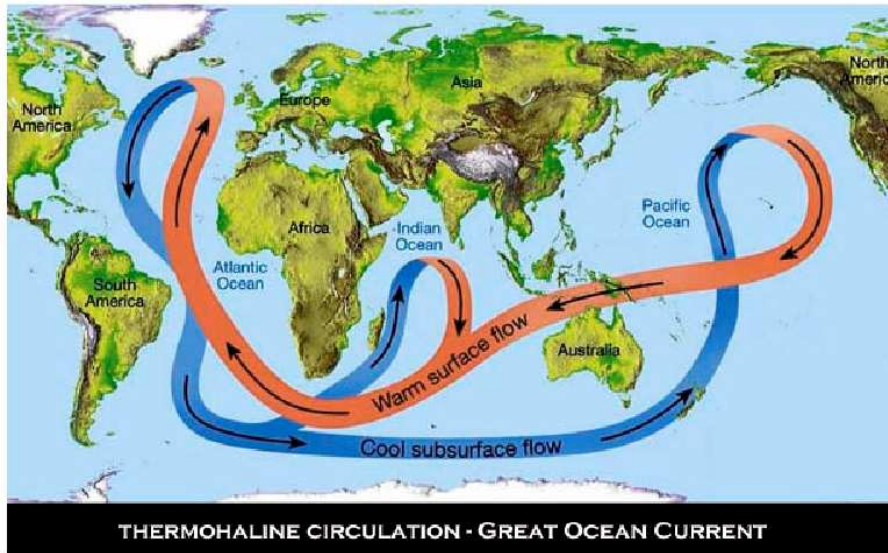 North
America
Europe
Asia
North
America
Africa
Indian
Ocean
Pacific
Ocean
Atlantic
Ocean
South
America
Australia
Warm surface flow
Cool subsurface flow
THERMOHALINE CIRCULATION - GREAT OCEAN CURRENT